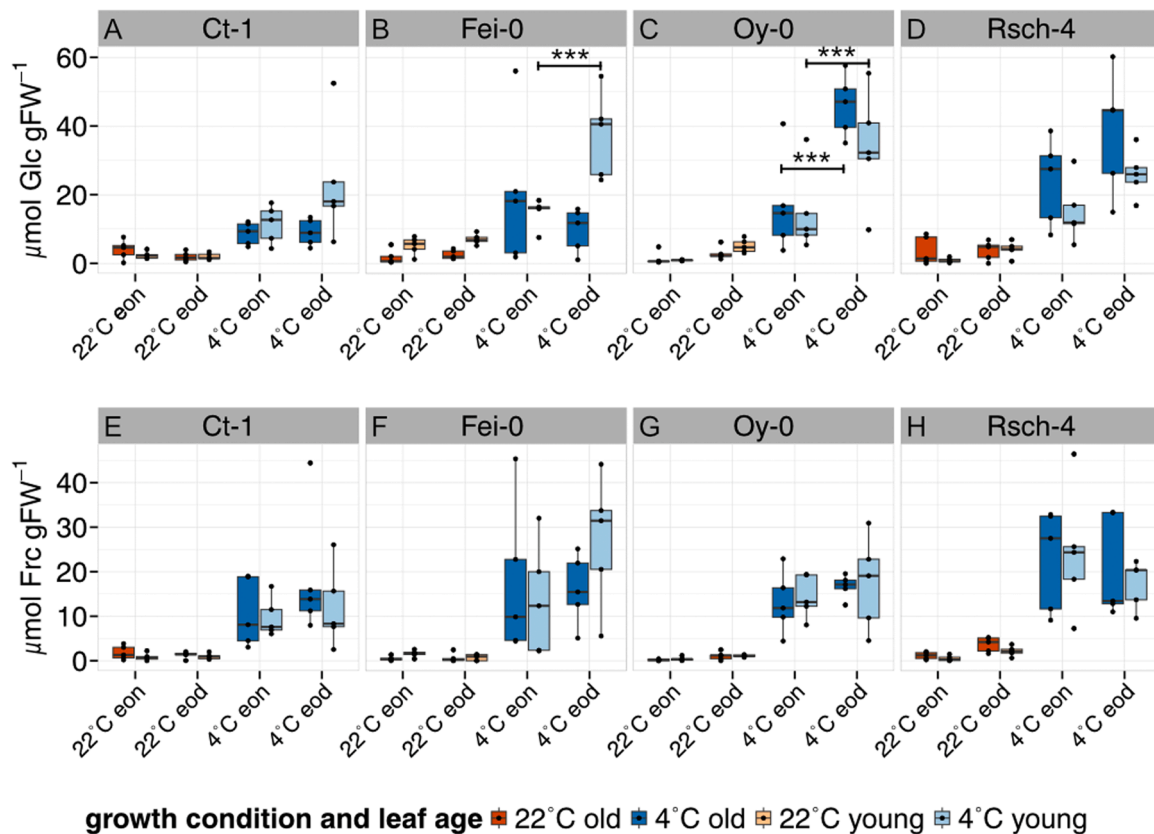 A Ct-1 B Fei-0 C Oy-0 D Rsch-4
μmol Glc gFW⁻¹
60
40
20
0
*** *** ***
22°C eon 22°C eod 4°C eon 4°C eod 22°C eon 22°C eod 4°C eon 4°C eod 22°C eon 22°C eod 4°C eon 4°C eod 22°C eon 22°C eod 4°C eon 4°C eod
E Ct-1 F Fei-0 G Oy-0 H Rsch-4
μmol Frc gFW⁻¹
40
30
20
10
0
22°C eon 22°C eod 4°C eon 4°C eod 22°C eon 22°C eod 4°C eon 4°C eod 22°C eon 22°C eod 4°C eon 4°C eod 22°C eon 22°C eod 4°C eon 4°C eod
growth condition and leaf age 22°C old 4°C old 22°C young 4°C young